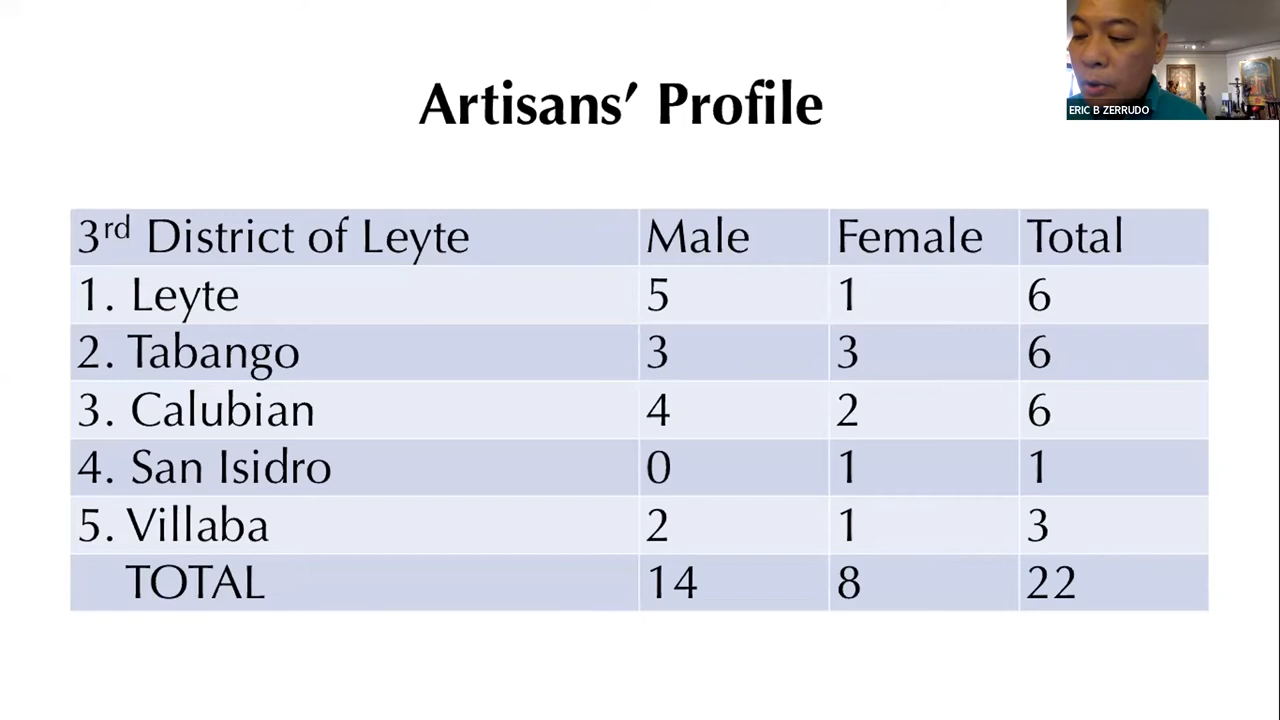 Artisans’ Profile
ERIC B ZERRUDO
3rd District of Leyte Male Female Total
1. Leyte 5 1 6
2. Tabango 3 3 6
3. Calubian 4 2 6
4. San Isidro 0 1 1
5. Villaba 2 1 3
TOTAL 14 8 22